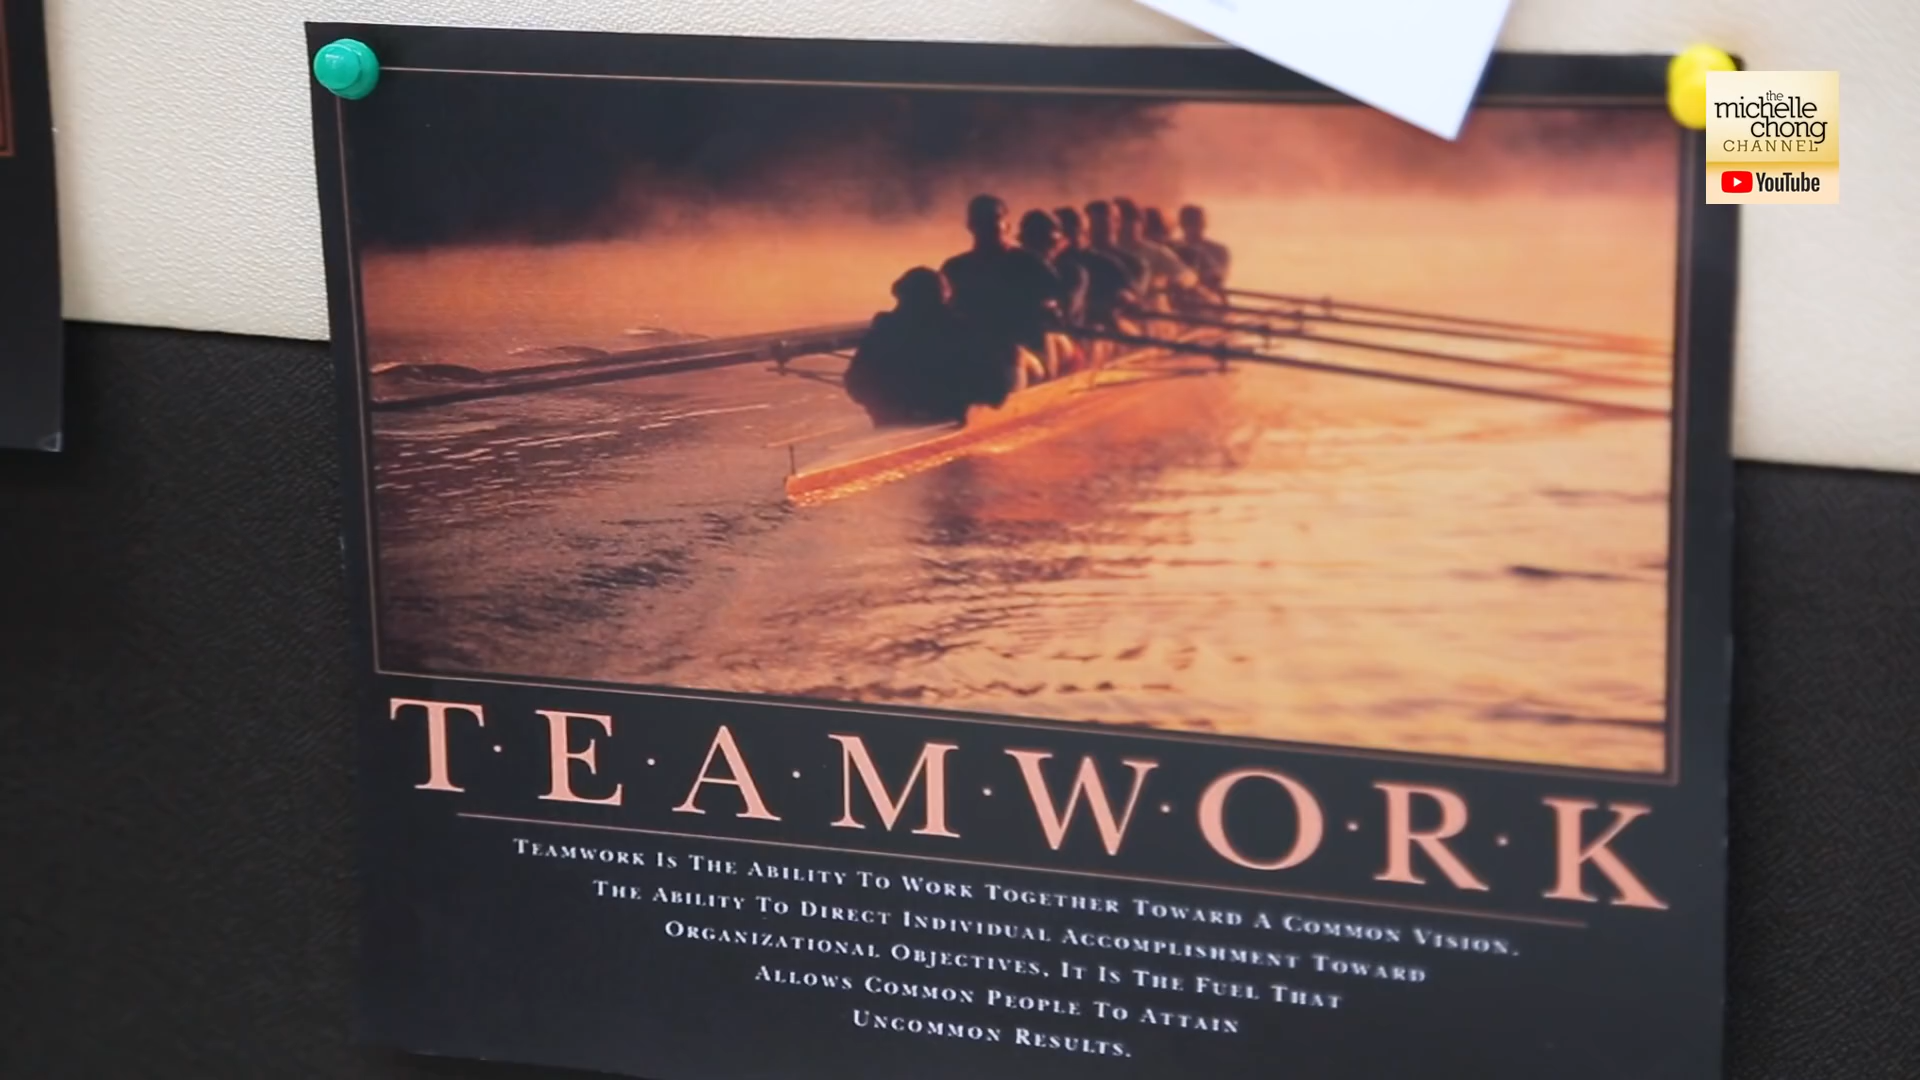 the
michelle
chong
CHANNEL
YouTube
T·E·A·M·W·O·R·K
TEAMWORK IS THE ABILITY TO WORK TOGETHER TOWARD A COMMON VISION.
THE ABILITY TO DIRECT INDIVIDUAL ACCOMPLISHMENT TOWARD
ORGANIZATIONAL OBJECTIVES. IT IS THE FUEL THAT
ALLOWS COMMON PEOPLE TO ATTAIN
UNCOMMON RESULTS.